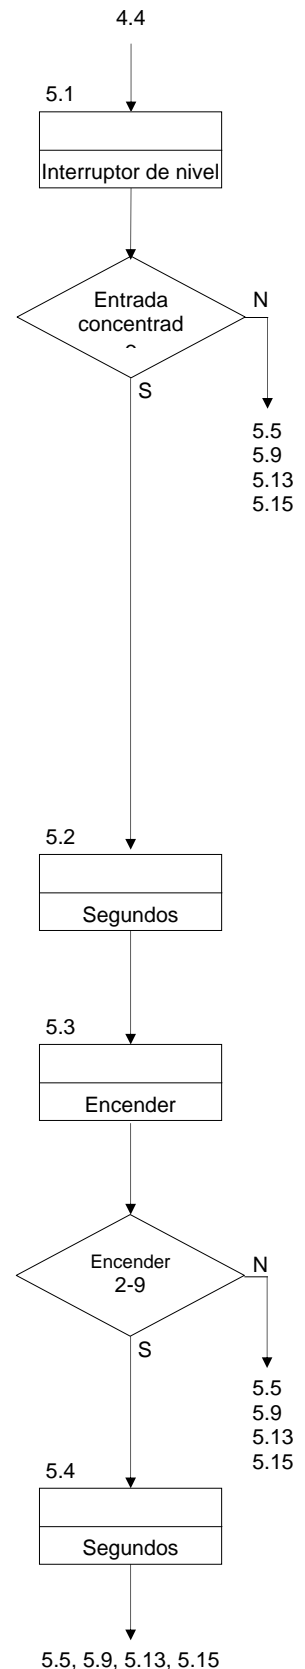 4.4
5.1
Interruptor de nivel
Entrada
concentrad
N
S
5.5
5.9
5.13
5.15
5.2
Segundos
5.3
Encender
Encender
2-9
N
S
5.5
5.9
5.13
5.15
5.4
Segundos
5.5, 5.9, 5.13, 5.15